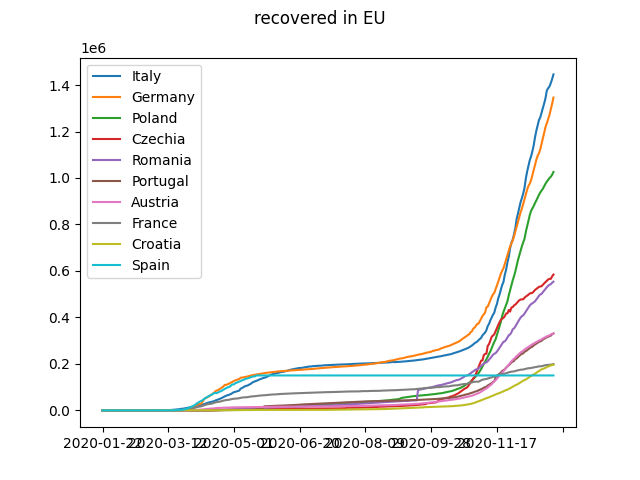 recovered in EU
1e6
1.4
1.2
1.0
0.8
0.6
0.4
0.2
0.0
Italy
Germany
Poland
Czechia
Romania
Portugal
Austria
France
Croatia
Spain
2020-01-22 2020-03-12 2020-05-01 2020-06-20 2020-08-09 2020-09-28 2020-11-17